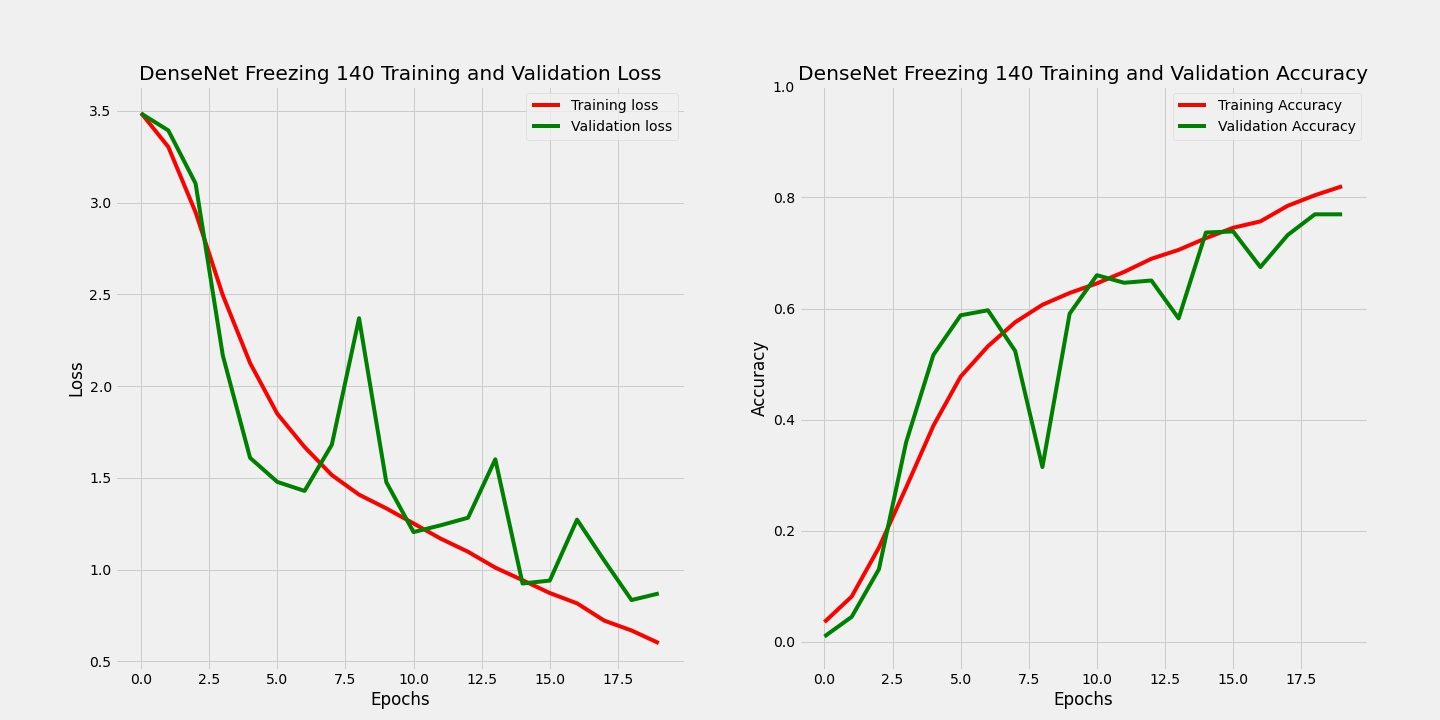 DenseNet Freezing 140 Training and Validation Loss
Training loss
Validation loss
3.5
3.0
2.5
2.0
1.5
1.0
0.5
Loss
0.0 2.5 5.0 7.5 10.0 12.5 15.0 17.5
Epochs
DenseNet Freezing 140 Training and Validation Accuracy
Training Accuracy
Validation Accuracy
1.0
0.8
0.6
0.4
0.2
0.0
Accuracy
0.0 2.5 5.0 7.5 10.0 12.5 15.0 17.5
Epochs